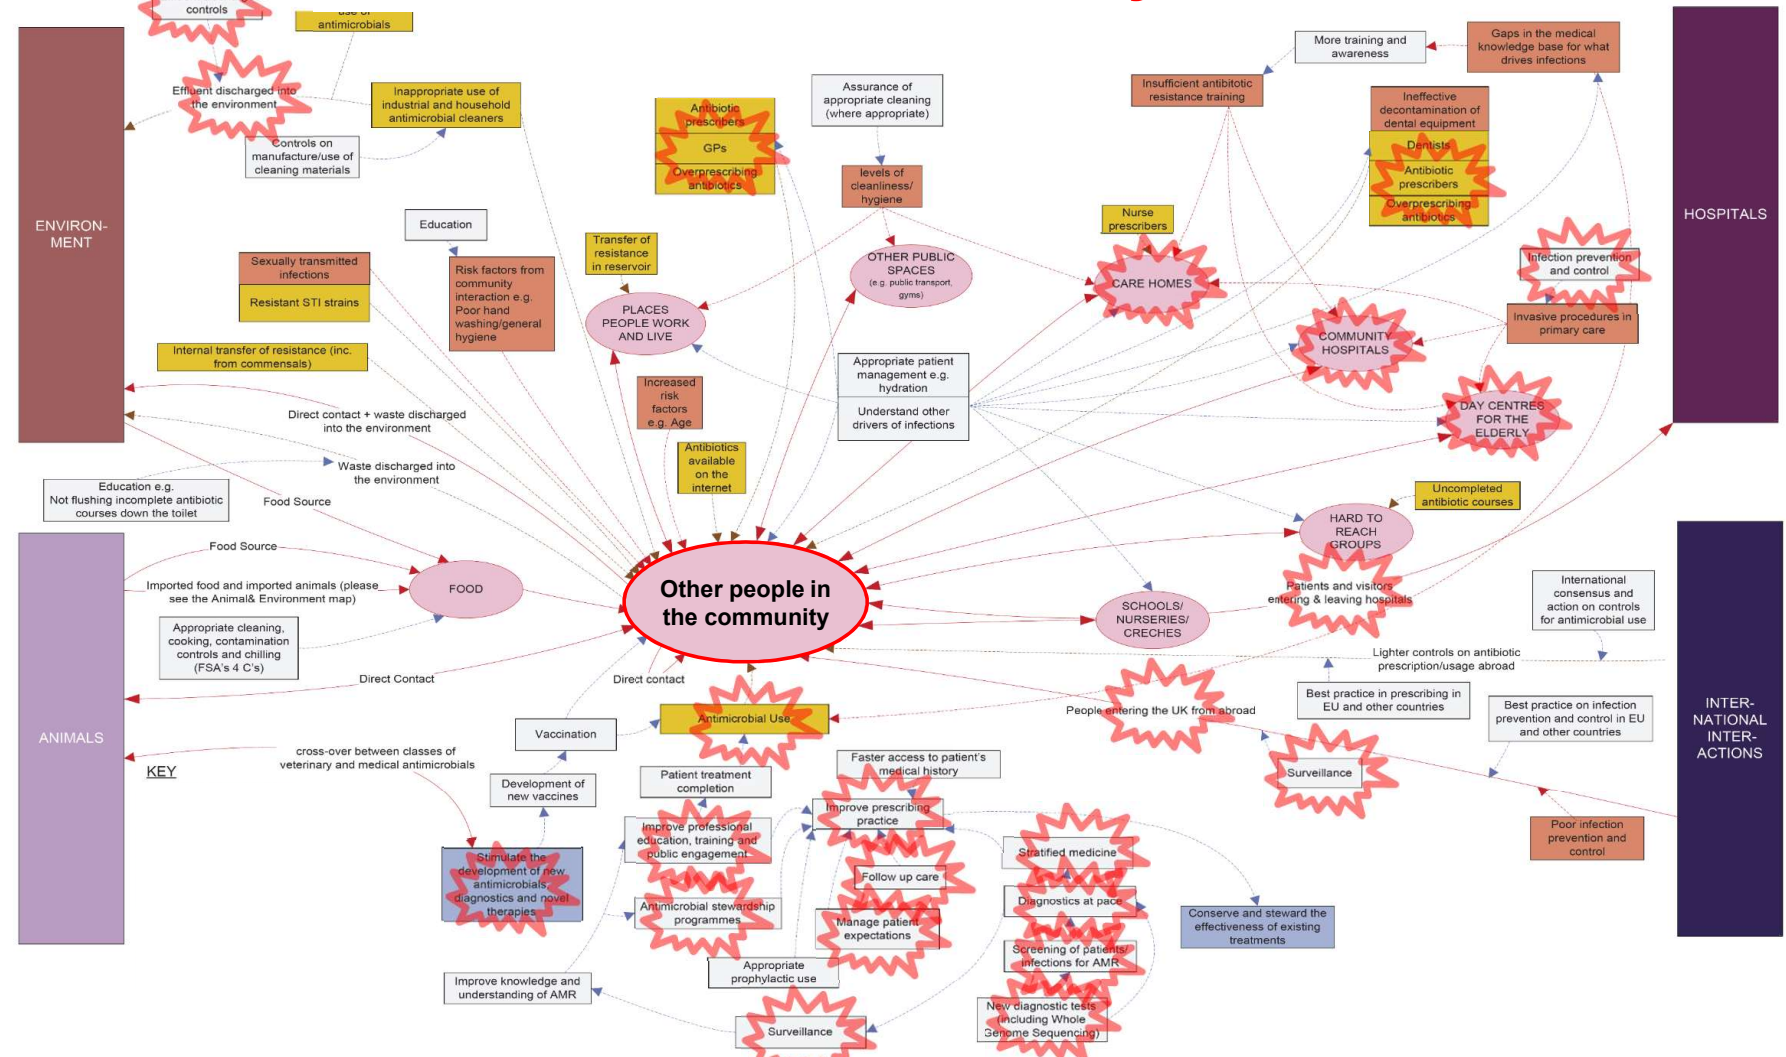 controls
use of
antimicrobials
Effluent discharged into
the environment
Inappropriate use of
industrial and household
antimicrobial cleaners
Controls on
manufacture/use of
cleaning materials
ENVIRON-
MENT
Education
Sexually transmitted
infections
Resistant STI strains
Risk factors from
community
interaction e.g.
Poor hand
washing/general
hygiene
Internal transfer of resistance (inc.
from commensals)
Antibiotic
prescribers
GPs
Overprescribing
antibiotics
Assurance of
appropriate cleaning
(where appropriate)
levels of
cleanliness/
hygiene
Transfer of
resistance
in reservoir
PLACES
PEOPLE WORK
AND LIVE
OTHER PUBLIC
SPACES
(e.g. public transport,
gyms)
More training and
awareness
Gaps in the medical
knowledge base for what
drives infections
Insufficient antibitotic
resistance training
Ineffective
decontamination of
dental equipment
Dentists
Antibiotic
prescribers
Overprescribing
antibiotics
HOSPITALS
Nurse
prescribers
CARE HOMES
Infection prevention
and control
Invasive procedures in
primary care
COMMUNITY
HOSPITALS
DAY CENTRES
FOR THE
ELDERLY
Appropriate patient
management e.g.
hydration
Understand other
drivers of infections
Increased
risk
factors
e.g. Age
Antibiotics
available
on the
internet
Direct contact + waste discharged
into the environment
Waste discharged into
the environment
Education e.g.
Not flushing incomplete antibiotic
courses down the toilet
Food Source
Food Source
Imported food and imported animals (please
see the Animal& Environment map)
FOOD
Appropriate cleaning,
cooking, contamination
controls and chilling
(FSA's 4 C's)
Direct Contact
ANIMALS
Other people in
the community
Uncompleted
antibiotic courses
HARD TO
REACH
GROUPS
Patients and visitors
entering & leaving hospitals
SCHOOLS/
NURSERIES/
CRECHES
International
consensus and
action on controls
for antimicrobial use
Lighter controls on antibiotic
prescription/usage abroad
Best practice in prescribing in
EU and other countries
Best practice on infection
prevention and control in EU
and other countries
People entering the UK from abroad
Surveillance
Poor infection
prevention and
control
INTER-
NATIONAL
INTER-
ACTIONS
Direct contact
Antimicrobial Use
Vaccination
cross-over between classes of
veterinary and medical antimicrobials
KEY
Development of
new vaccines
Patient treatment
completion
Faster access to patient's
medical history
Improve prescribing
practice
Improve professional
education, training and
public engagement
Stimulate the
development of new
antimicrobials,
diagnostics and novel
therapies
Antimicrobial stewardship
programmes
Follow up care
Manage patient
expectations
Appropriate
prophylactic use
Improve knowledge and
understanding of AMR
Surveillance
Stratified medicine
Diagnostics at pace
Screening of patients/
infections for AMR
New diagnostic tests
(including Whole
Genome Sequencing)
Conserve and steward the
effectiveness of existing
treatments